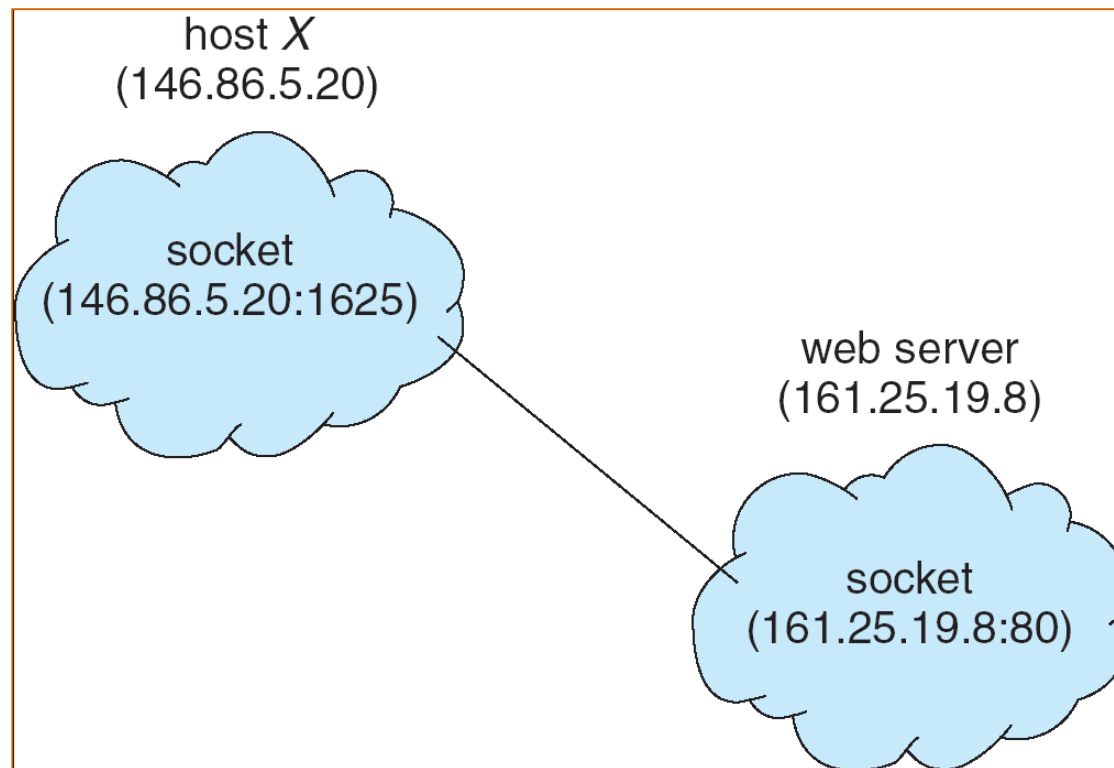 host X
(146.86.5.20)
socket
(146.86.5.20:1625)
web server
(161.25.19.8)
socket
(161.25.19.8:80)